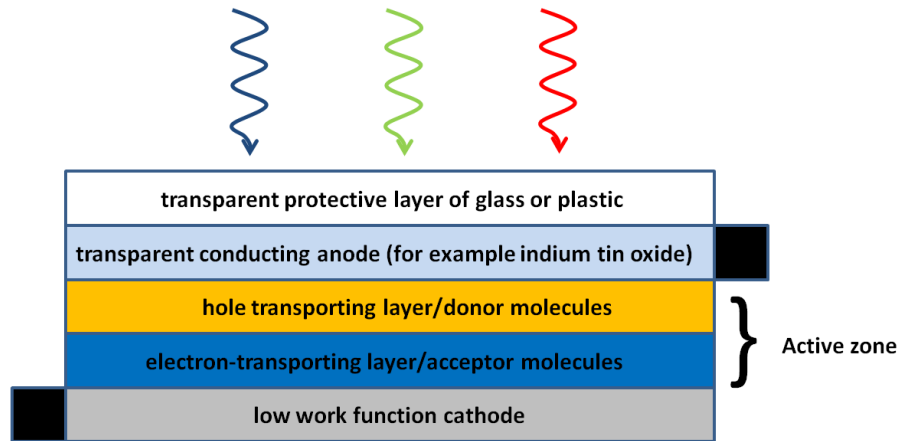 transparent protective layer of glass or plastic
transparent conducting anode (for example indium tin oxide)
hole transporting layer/donor molecules
electron-transporting layer/acceptor molecules
Active zone
low work function cathode